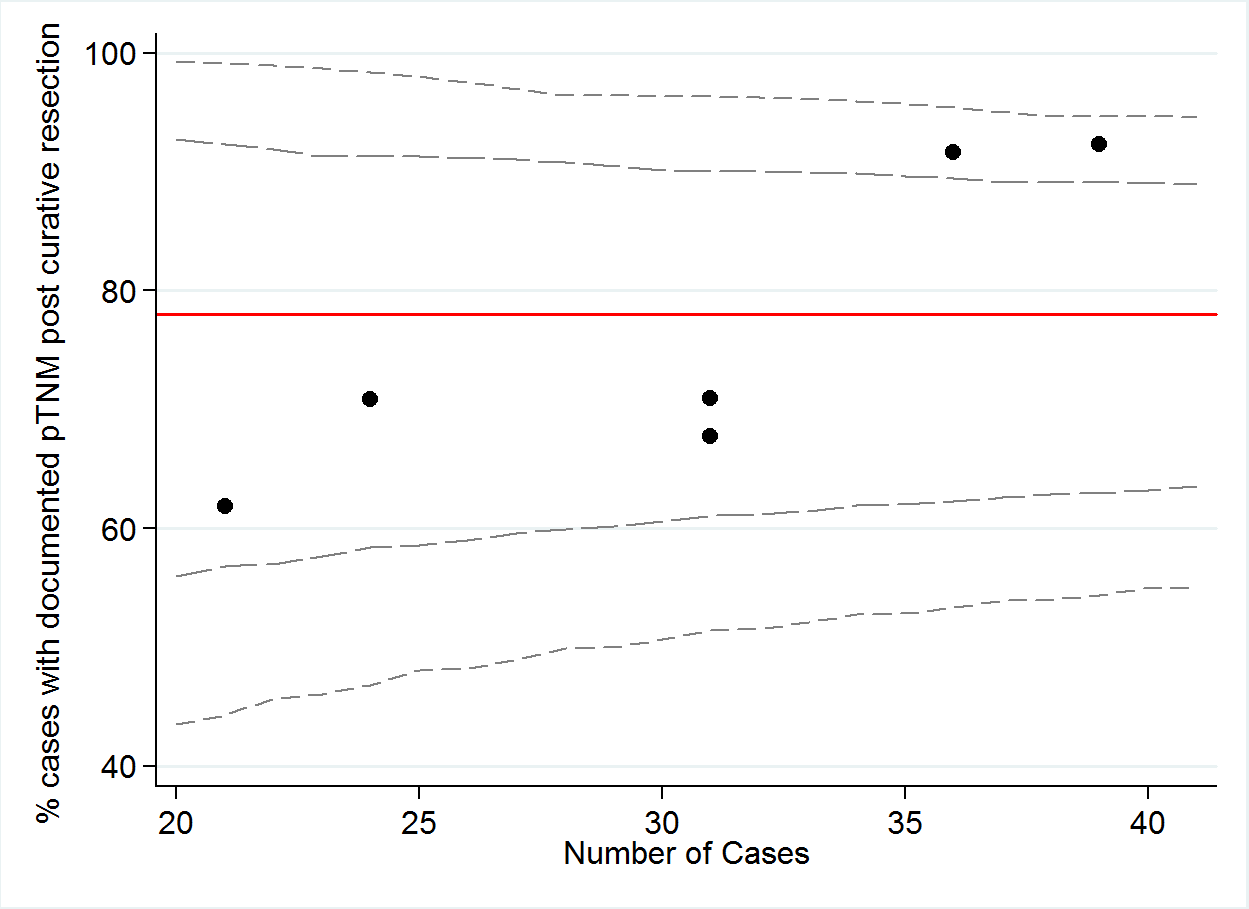 % cases with documented pTNM post curative resection
100
80
60
40
20 25 30 35 40
Number of Cases